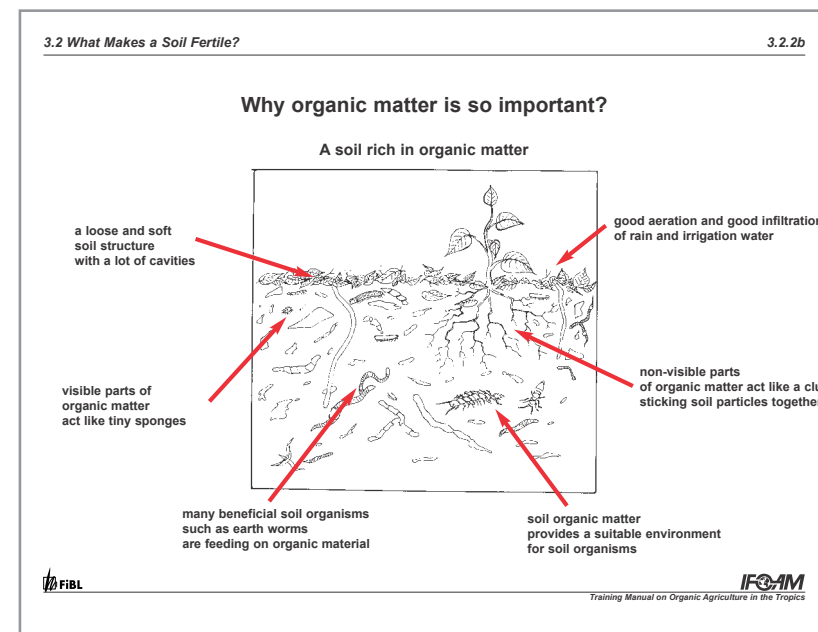 3.2 What Makes a Soil Fertile?
3.2.2b
Why organic matter is so important?
A soil rich in organic matter
a loose and soft
soil structure
with a lot of cavities
good aeration and good infiltration
of rain and irrigation water
visible parts of
organic matter
act like tiny sponges
non-visible parts
of organic matter act like a clu
sticking soil particles together
many beneficial soil organisms
such as earth worms
are feeding on organic material
soil organic matter
provides a suitable environment
for soil organisms
FiBL
IFOAM
Training Manual on Organic Agriculture in the Tropics